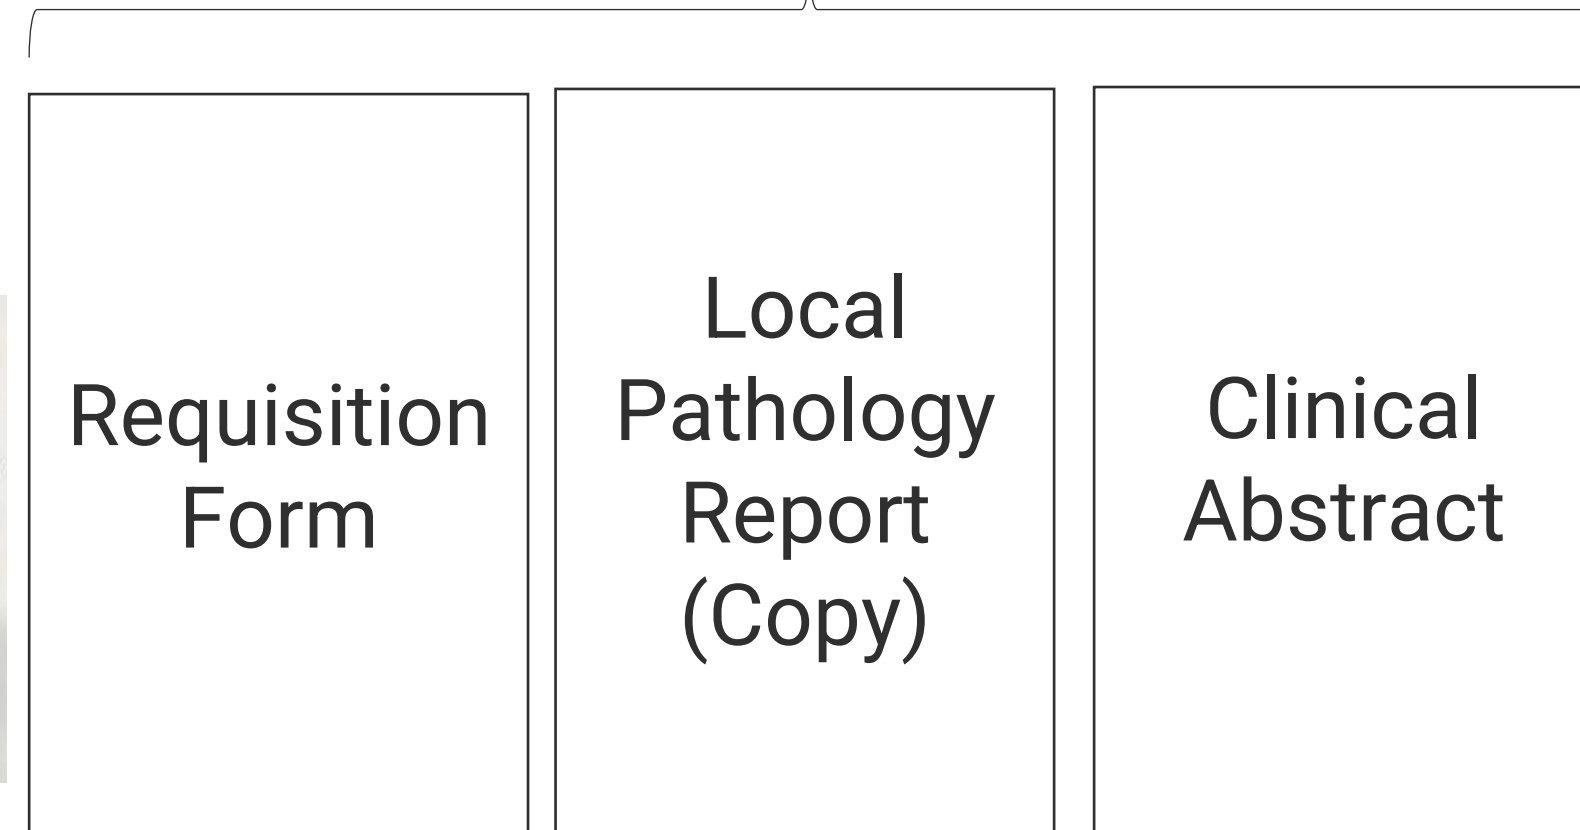 Requisition
Form
Local
Pathology
Report
(Copy)
Clinical
Abstract